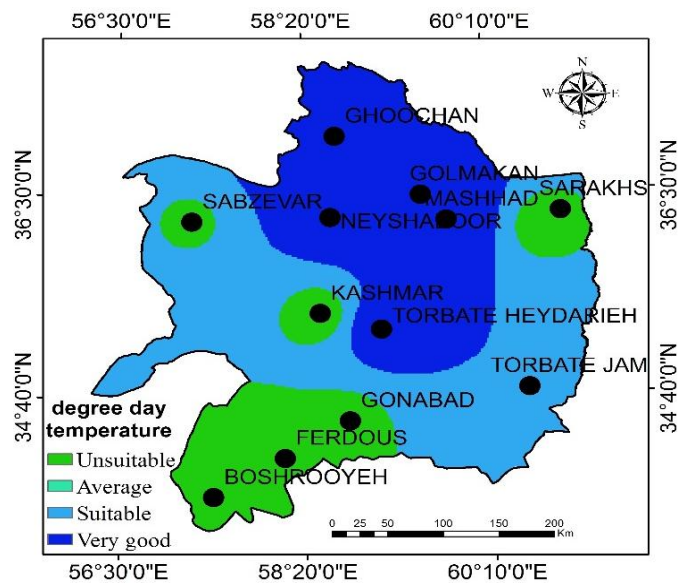 56°30'0"E 58°20'0"E 60°10'0"E
N
W E
S
GHOOCHAN
GOLMAKAN
MASHHAD
SARAKHS
SABZEVAR
NEYSHABOOR
36°30'0"N 36°30'0"N
KASHMAR
TORBATE HEYDARIEH
TORBATE JAM
34°40'0"N 34°40'0"N
GONABAD
FERDOUS
BOSHROOYEH
degree day
temperature
Unsuitable
Average
Suitable
Very good
0 25 50 100 150 200
Km
56°30'0"E 58°20'0"E 60°10'0"E